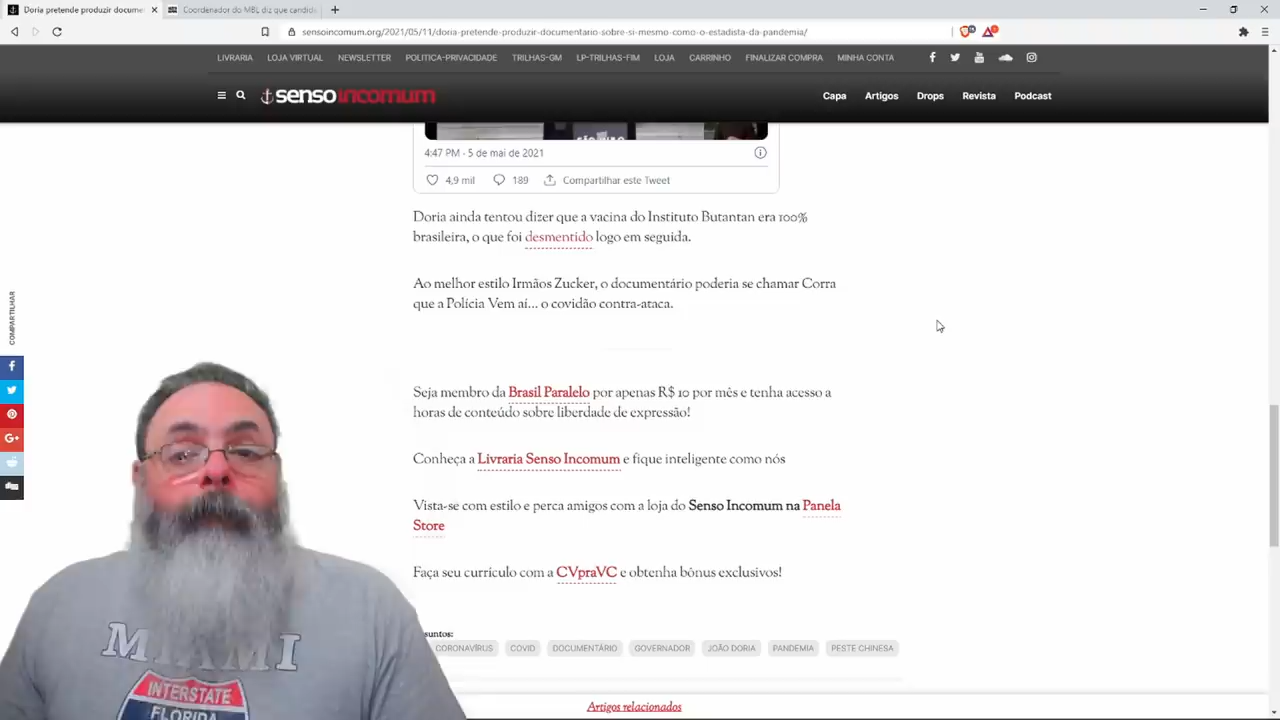 Doria pretende produzir docume
Coordenador do MBL diz que candid
sensoincomum.org/2021/05/11/doria-pretende-produzir-documentario-sobre-si-mesmo-como-o-estadista-da-pandemia/
LIVRARIA LOJA VIRTUAL NEWSLETTER POLITICA-PRIVACIDADE TRILHAS-GM LP-TRILHAS-FIM LOJA CARRINHO FINALIZAR COMPRA MINHA CONTA
sensoincomum Capa Artigos Drops Revista Podcast
4:47 PM · 5 de mai de 2021
4,9 mil 189 Compartilhar este Tweet
Doria ainda tentou dizer que a vacina do Instituto Butantan era 100%
brasileira, o que foi desmentido logo em seguida.
Ao melhor estilo Irmãos Zucker, o documentário poderia se chamar Corra
que a Polícia Vem aí... o covidão contra-ataca.
COMPARTILHAR
Seja membro da Brasil Paralelo por apenas R$ 10 por mês e tenha acesso a
horas de conteúdo sobre liberdade de expressão!
Conheça a Livraria Senso Incomum e fique inteligente como nós
Vista-se com estilo e perca amigos com a loja do Senso Incomum na Panela
Store
Faça seu currículo com a CVpraVC e obtenha bônus exclusivos!
suntos:
CORONAVÍRUS COVID DOCUMENTÁRIO GOVERNADOR JOÃO DORIA PANDEMIA PESTE CHINESA
Artigos relacionados
MIAMI
INTERSTATE
FLORIDA